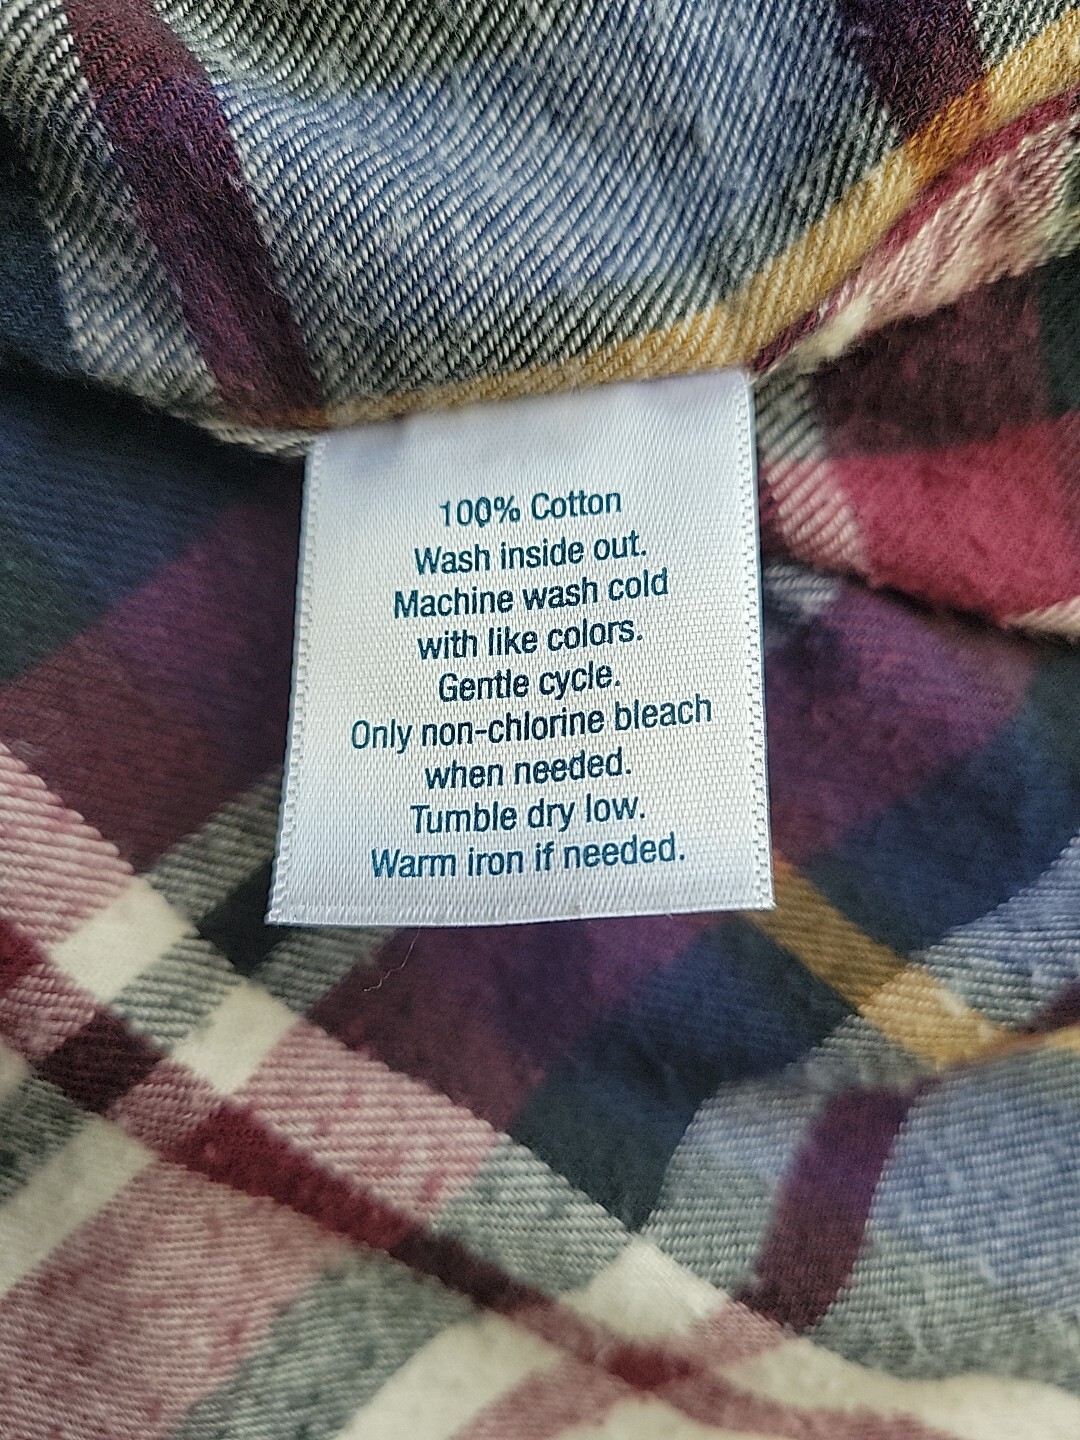 100% Cotton
Wash inside out.
Machine wash cold
with like colors.
Gentle cycle.
Only non-chlorine bleach
when needed.
Tumble dry low.
Warm iron if needed.